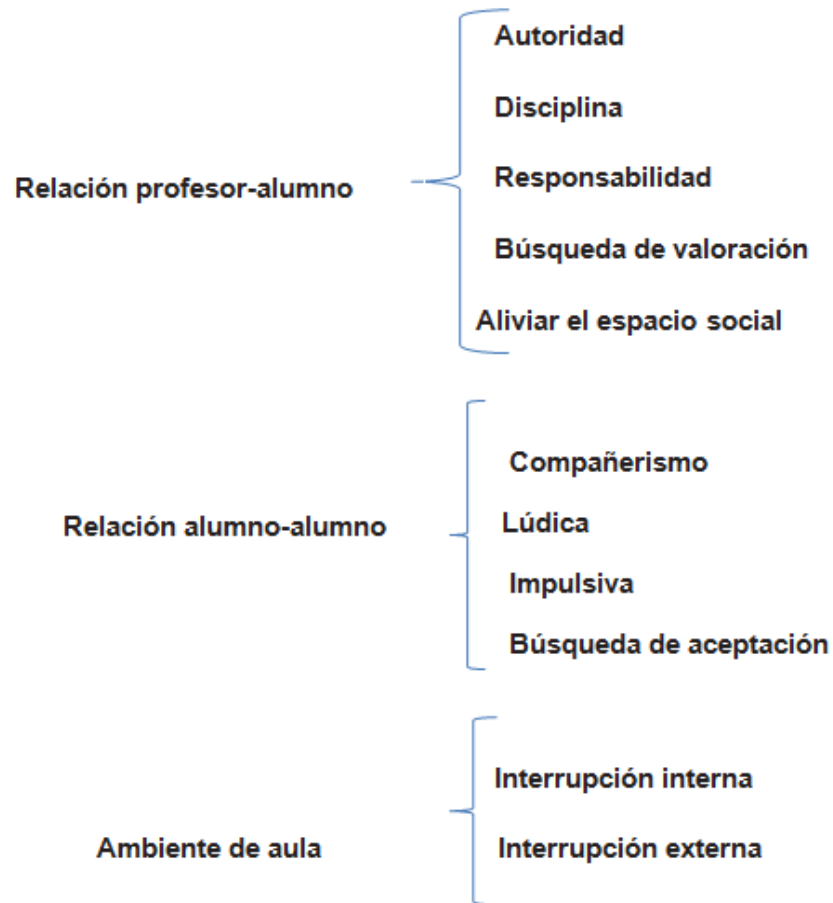 Autoridad
Disciplina
Relación profesor-alumno
Responsabilidad
Búsqueda de valoración
Aliviar el espacio social
Compañerismo
Relación alumno-alumno
Lúdica
Impulsiva
Búsqueda de aceptación
Interrupción interna
Ambiente de aula
Interrupción externa